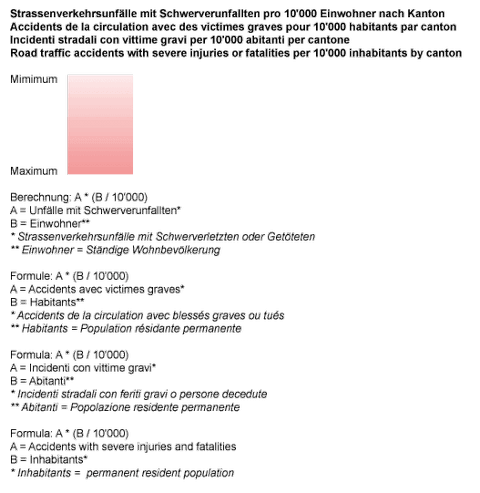 Strassenverkehrsunfälle mit Schwerverunfallten pro 10'000 Einwohner nach Kanton
Accidents de la circulation avec des victimes graves pour 10'000 habitants par canton
Incidenti stradali con vittime gravi per 10'000 abitanti per cantone
Road traffic accidents with severe injuries or fatalities per 10'000 inhabitants by canton
Mimimum
Maximum
Berechnung: A * (B / 10'000)
A = Unfälle mit Schwerverunfallten*
B = Einwohner**
* Strassenverkehrsunfälle mit Schwerverletzten oder Getöteten
** Einwohner = Ständige Wohnbevölkerung
Formule: A * (B / 10'000)
A = Accidents avec victimes graves*
B = Habitants**
* Accidents de la circulation avec blessés graves ou tués
** Habitants = Population résidante permanente
Formula: A * (B / 10'000)
A = Incidenti con vittime gravi*
B = Abitanti**
* Incidenti stradali con feriti gravi o persone decedute
** Abitanti = Popolazione residente permanente
Formula: A * (B / 10'000)
A = Accidents with severe injuries and fatalities
B = Inhabitants*
* Inhabitants = permanent resident population